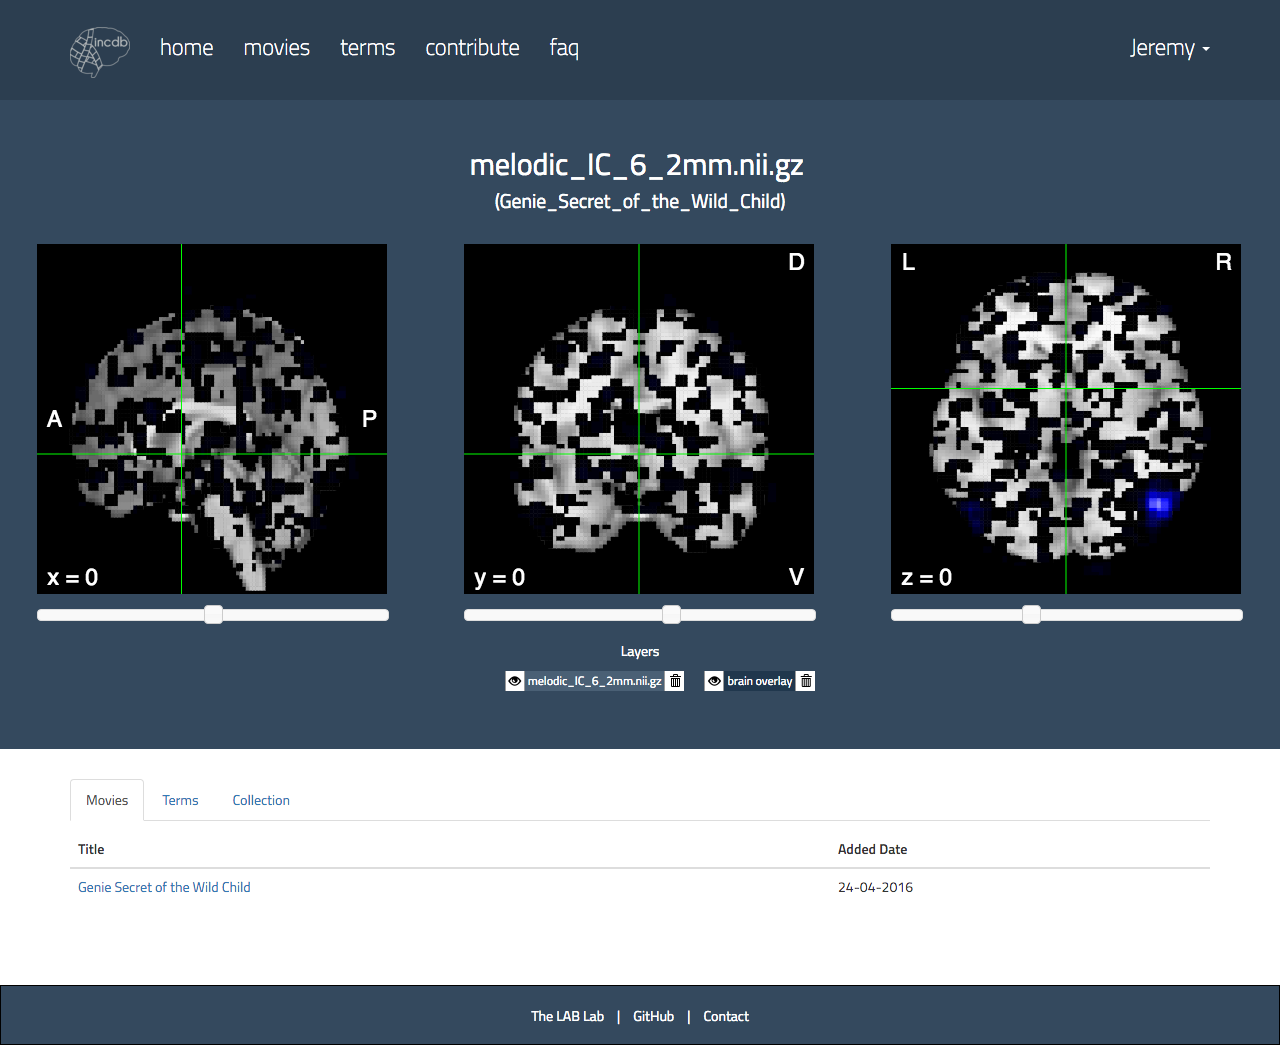 incdb
home movies terms contribute faq Jeremy
melodic_IC_6_2mm.nii.gz
(Genie_Secret_of_the_Wild_Child)
A P
x = 0
D
y = 0 V
L R
z = 0
Layers
melodic_IC_6_2mm.nii.gz brain overlay
Movies Terms Collection
Title Added Date
Genie Secret of the Wild Child 24-04-2016
The LAB Lab | GitHub | Contact